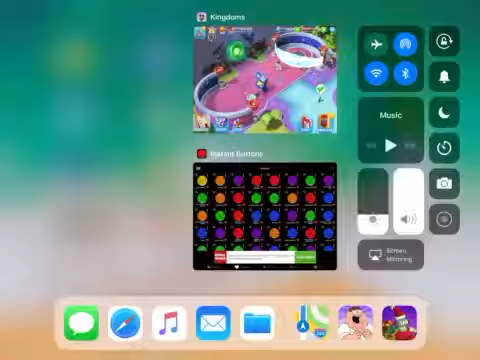 Kingdoms
Music
Instant Buttons
Screen
Mirroring